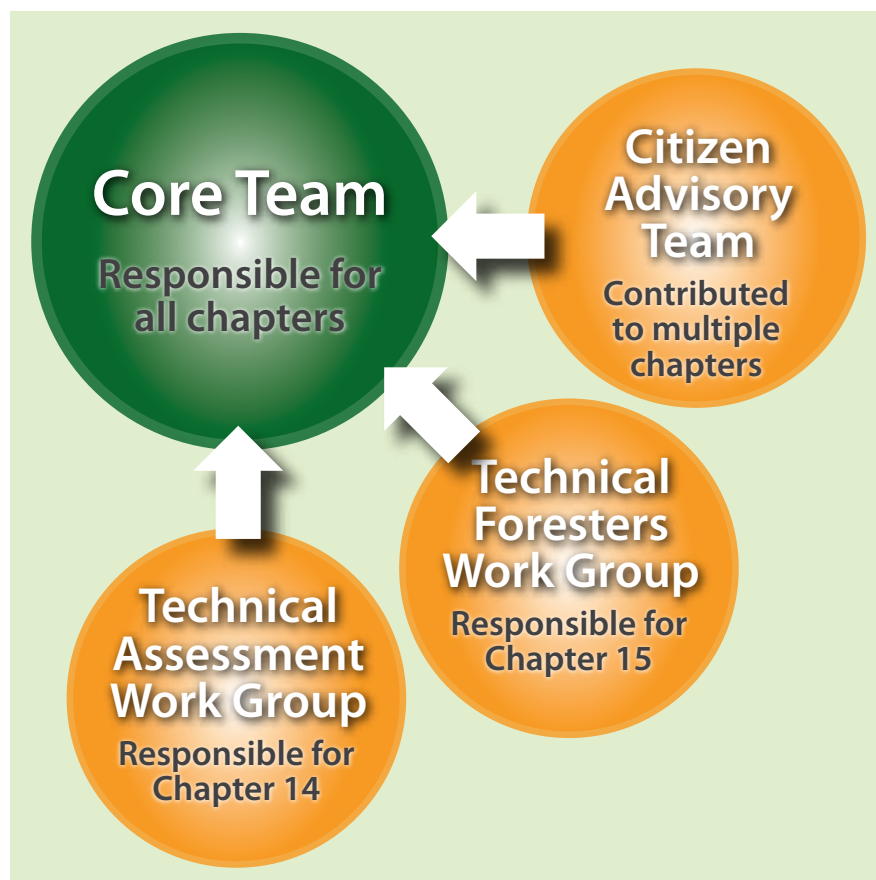 Core Team
Responsible for
all chapters
Citizen
Advisory
Team
Contributed
to multiple
chapters
Technical
Foresters
Work Group
Responsible for
Chapter 15
Technical
Assessment
Work Group
Responsible for
Chapter 14